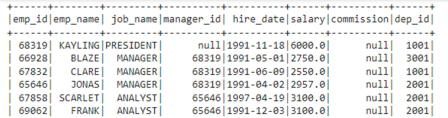 +------+--------+---------+----------+----------+------+----------+------+
|emp_id|emp_name| job_name|manager_id| hire_date|salary|commission|dep_id|
+------+--------+---------+----------+----------+------+----------+------+
| 68319| KAYLING|PRESIDENT|      null|1991-11-18|6000.0|      null|  1001|
| 66928|   BLAZE|  MANAGER|     68319|1991-05-01|2750.0|      null|  3001|
| 67832|   CLARE|  MANAGER|     68319|1991-06-09|2550.0|      null|  1001|
| 65646|   JONAS|  MANAGER|     68319|1991-04-02|2957.0|      null|  2001|
| 67858| SCARLET|  ANALYST|     65646|1997-04-19|3100.0|      null|  2001|
| 69062|   FRANK|  ANALYST|     65646|1991-12-03|3100.0|      null|  2001|